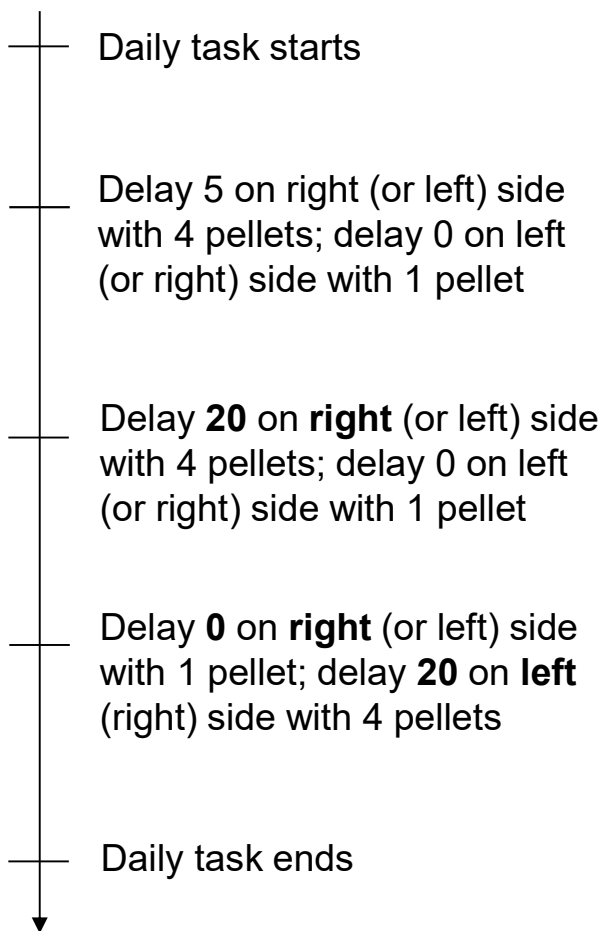 Daily task starts
Delay 5 on right (or left) side
with 4 pellets; delay 0 on left
(or right) side with 1 pellet
Delay 20 on right (or left) side
with 4 pellets; delay 0 on left
(or right) side with 1 pellet
Delay 0 on right (or left) side
with 1 pellet; delay 20 on left
(right) side with 4 pellets
Daily task ends